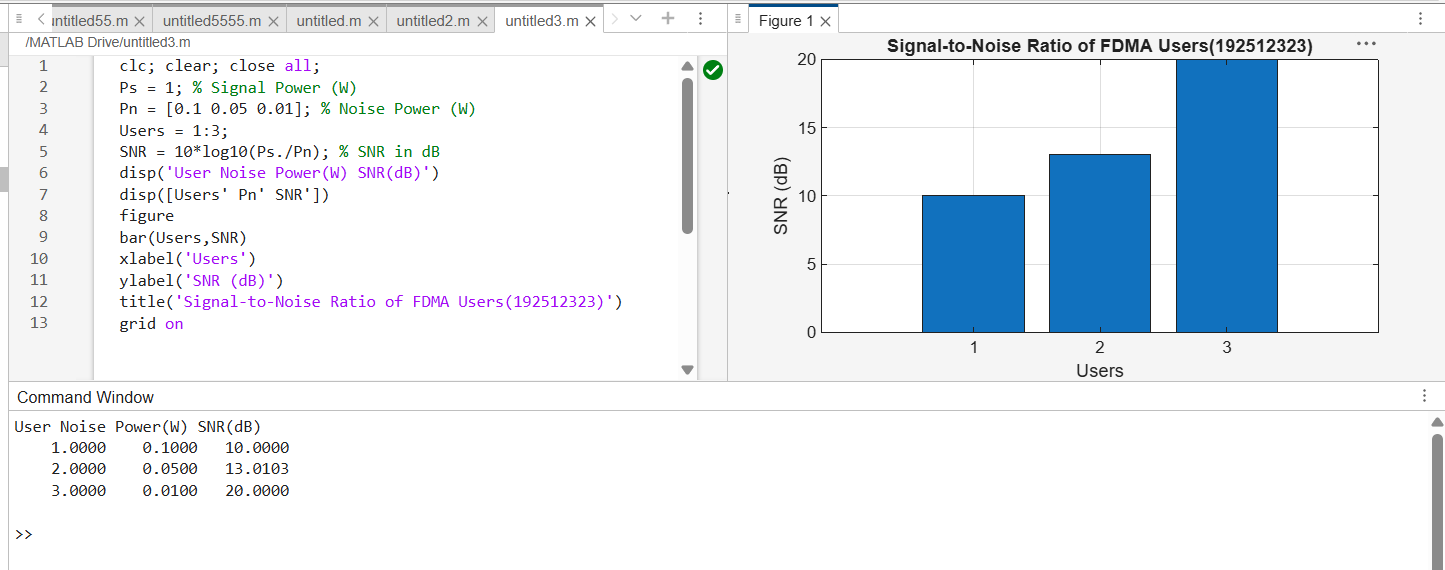 untitled55.m untitled5555.m untitled.m untitled2.m untitled3.m
/MATLAB Drive/untitled3.m
1 clc; clear; close all;
2 Ps = 1; % Signal Power (W)
3 Pn = [0.1 0.05 0.01]; % Noise Power (W)
4 Users = 1:3;
5 SNR = 10*log10(Ps./Pn); % SNR in dB
6 disp('User Noise Power(W) SNR(dB)')
7 disp([Users' Pn' SNR'])
8 figure
9 bar(Users,SNR)
10 xlabel('Users')
11 ylabel('SNR (dB)')
12 title('Signal-to-Noise Ratio of FDMA Users(192512323)')
13 grid on
Figure 1
Signal-to-Noise Ratio of FDMA Users(192512323)
20
15
10
5
0
SNR (dB)
1 2 3
Users
Command Window
User Noise Power(W) SNR(dB)
1.0000 0.1000 10.0000
2.0000 0.0500 13.0103
3.0000 0.0100 20.0000
>>